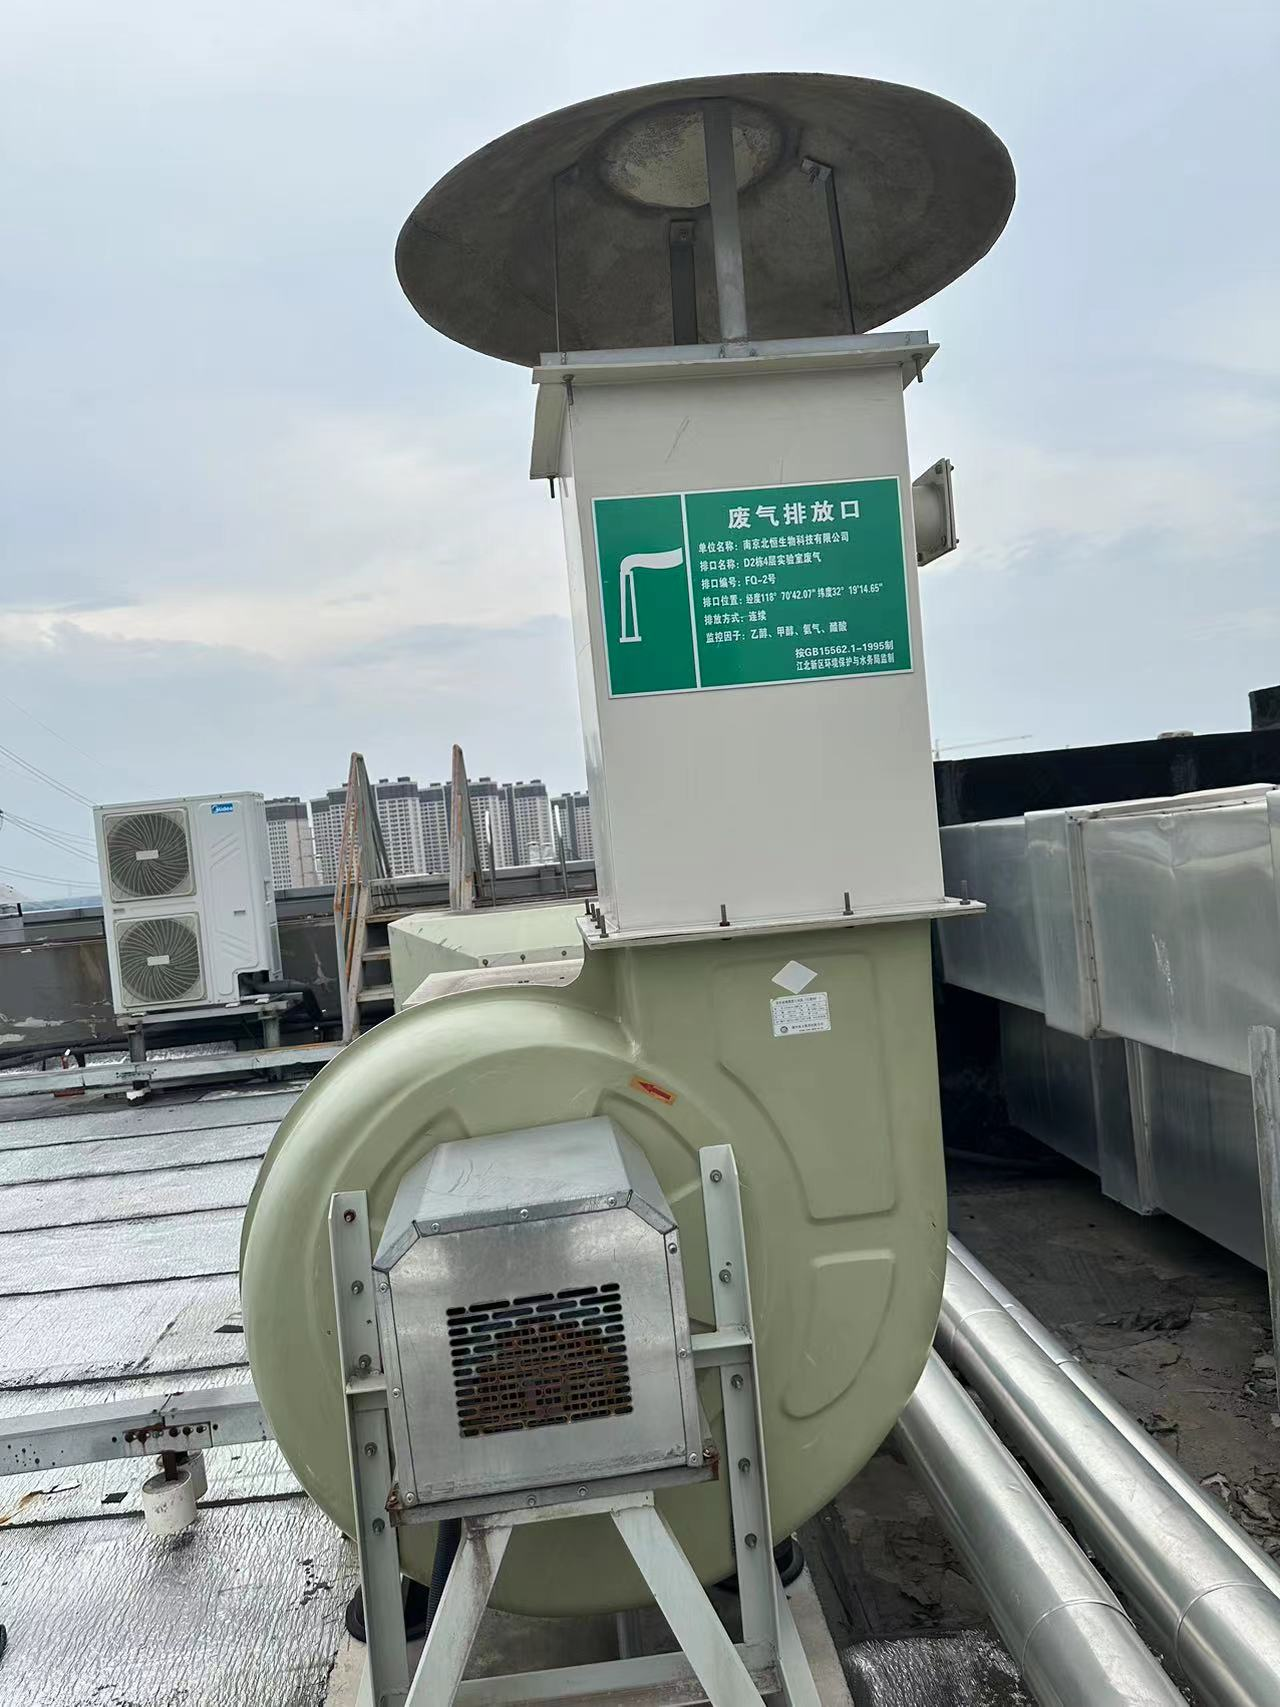 废气排放口
单位名称：南京北恒生物科技有限公司
排口名称：D2栋4层实验室废气
排口编号：FQ-2号
排口位置：经度118° 70'42.07" 纬度32° 19'14.65"
排放方式：连续
监控因子：乙醇、甲醇、氨气、醋酸
按GB15562.1-1995制
江北新区环境保护与水务局监制
Midea